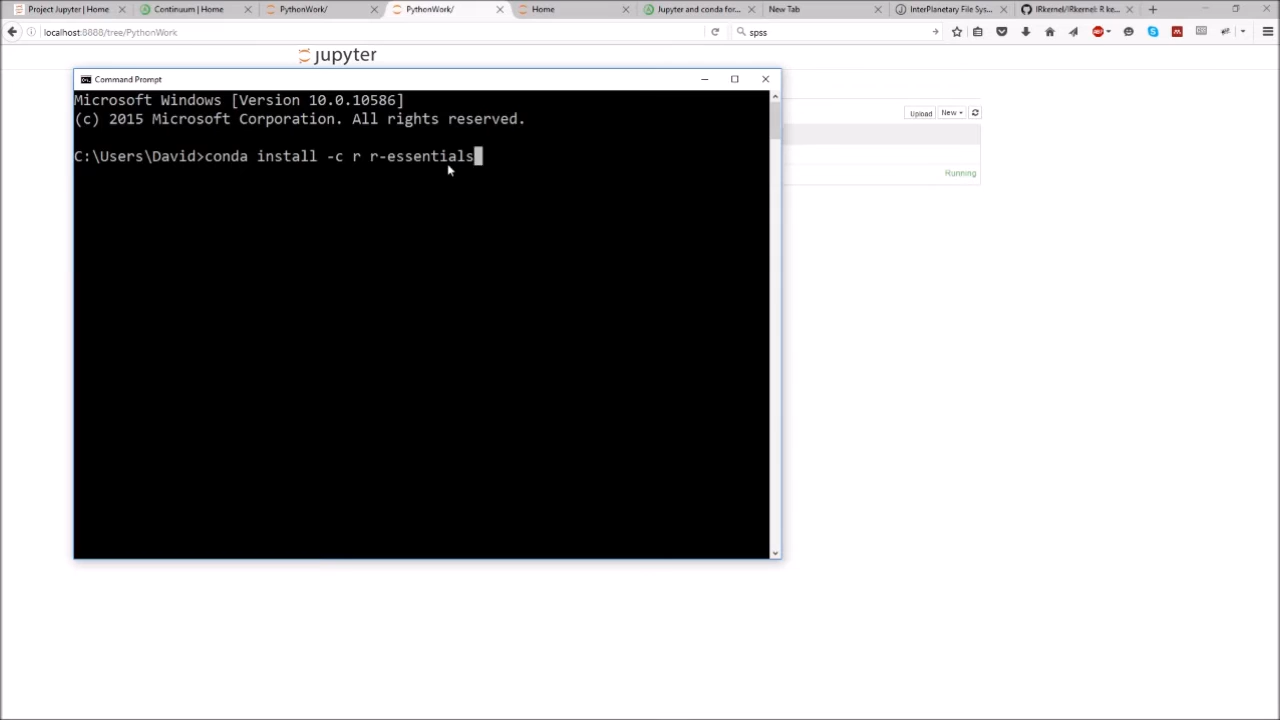 Project Jupyter | Home
Continuum | Home
PythonWork/
PythonWork/
Home
Jupyter and conda for...
New Tab
InterPlanetary File Sys...
IRkernel/IRkernel: R ke...
localhost:8888/tree/PythonWork
spss
jupyter
Command Prompt
Upload
New
Microsoft Windows [Version 10.0.10586]
(c) 2015 Microsoft Corporation. All rights reserved.
C:\Users\David>conda install -c r r-essentials
Running